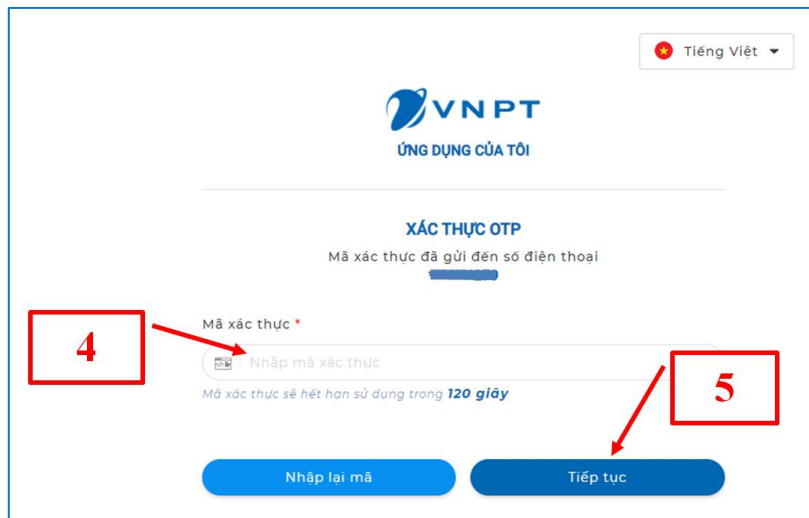 Tiếng Việt
VNPT
ỨNG DỤNG CỦA TÔI
XÁC THỰC OTP
Mã xác thực đã gửi đến số điện thoại
Mã xác thực *
4
Nhập mã xác thực
5
Mã xác thực sẽ hết hạn sử dụng trong 120 giây
Nhập lại mã
Tiếp tục